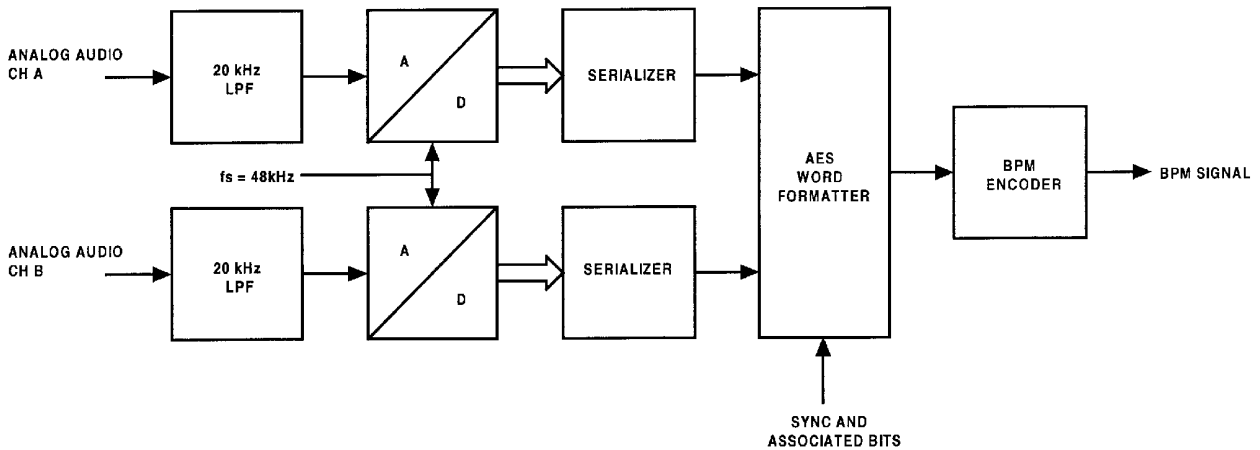 ANALOG AUDIO
CH A
20 kHz
LPF
A
D
SERIALIZER
fs = 48kHz
AES
WORD
FORMATTER
BPM
ENCODER
BPM SIGNAL
ANALOG AUDIO
CH B
20 kHz
LPF
A
D
SERIALIZER
SYNC AND
ASSOCIATED BITS